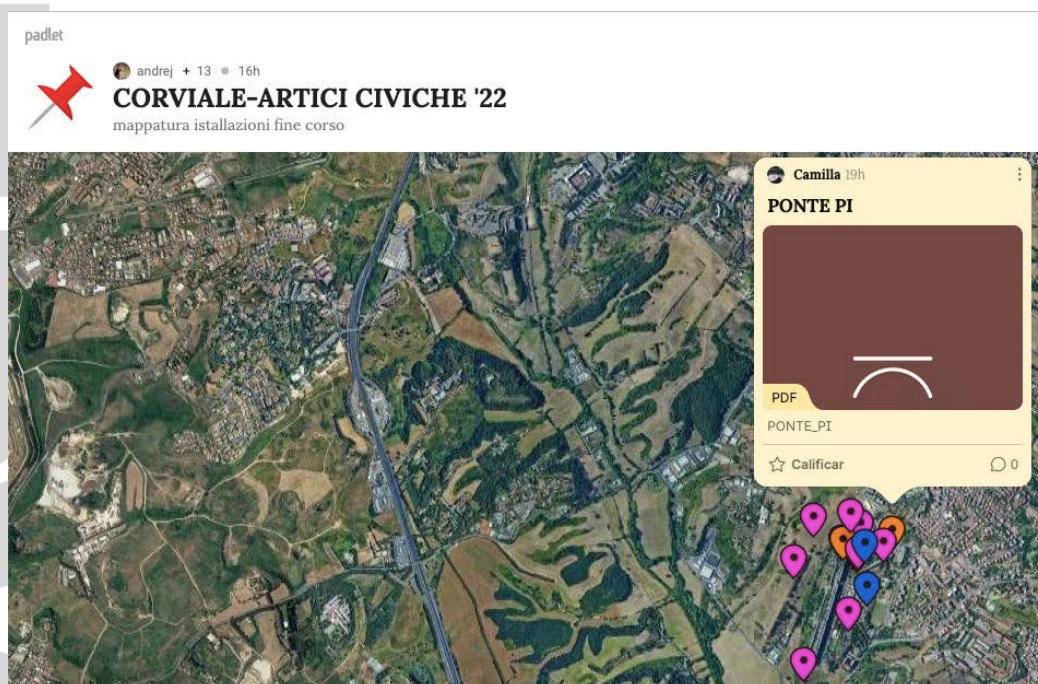 padlet
andrej + 13 16h
CORVIALE-ARTICI CIVICHE '22
mappatura istallazioni fine corso
Camilla 19h
PONTE PI
PDF
PONTE_PI
Calificar 0